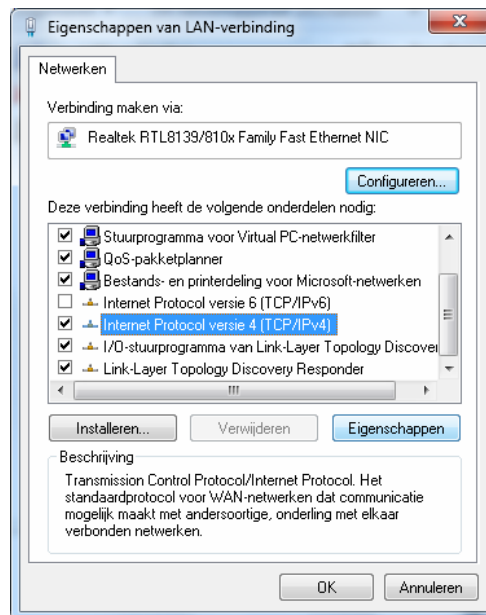 Eigenschappen van LAN-verbinding
Netwerken
Verbinding maken via:
Realtek RTL8139/810x Family Fast Ethernet NIC
Configureren...
Deze verbinding heeft de volgende onderdelen nodig:
Stuurprogramma voor Virtual PC-netwerkfilter
QoS-pakketplanner
Bestands- en printerdeling voor Microsoft-netwerken
Internet Protocol versie 6 (TCP/IPv6)
Internet Protocol versie 4 (TCP/IPv4)
I/O-stuurprogramma van Link-Layer Topology Discover
Link-Layer Topology Discovery Responder
Installeren... Verwijderen Eigenschappen
Beschrijving
Transmission Control Protocol/Internet Protocol. Het
standaardprotocol voor WAN-netwerken dat communicatie
mogelijk maakt met andersoortige, onderling met elkaar
verbonden netwerken.
OK Annuleren